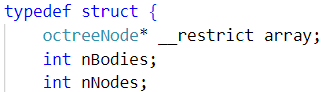 typedef struct {
    octreeNode* __restrict array;
    int nBodies;
    int nNodes;